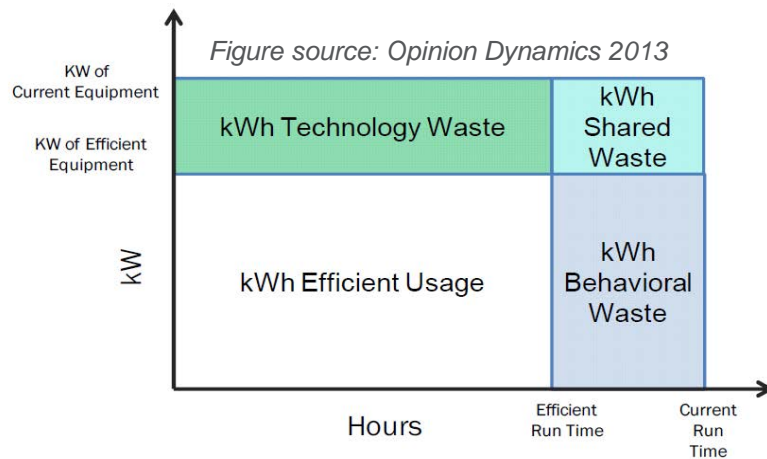 Figure source: Opinion Dynamics 2013
KW of
Current Equipment
KW of Efficient
Equipment
kWh Technology Waste
kWh
Shared
Waste
kW
kWh Efficient Usage
kWh
Behavioral
Waste
Hours
Efficient
Run Time
Current
Run
Time